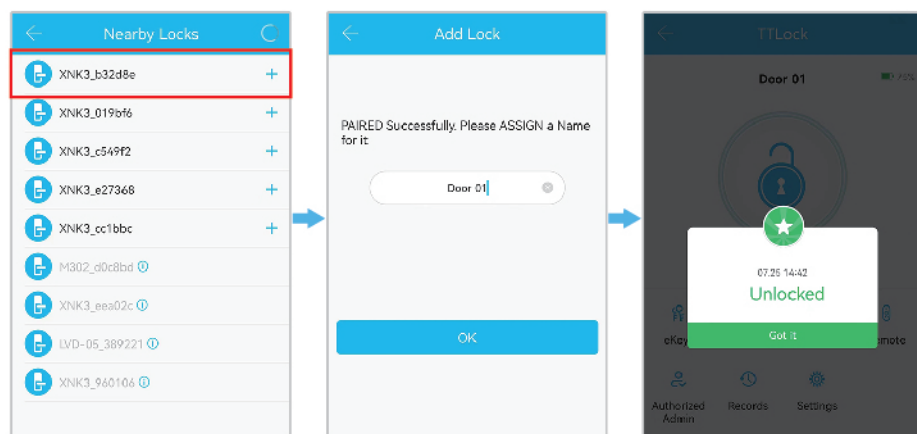 Nearby Locks
XNK3_b32d8e
XNK3_019bf6
XNK3_c549f2
XNK3_e27368
XNK3_cc1bbc
M302_d0c8bd
XNK3_eea02c
LVD-05_389221
XNK3_960106
Add Lock
PAIRED Successfully. Please ASSIGN a Name
for it
Door 01
OK
TTLock
Door 01
70%
07.25 14:42
Unlocked
Got it
eKey
mote
Authorized
Admin
Records
Settings